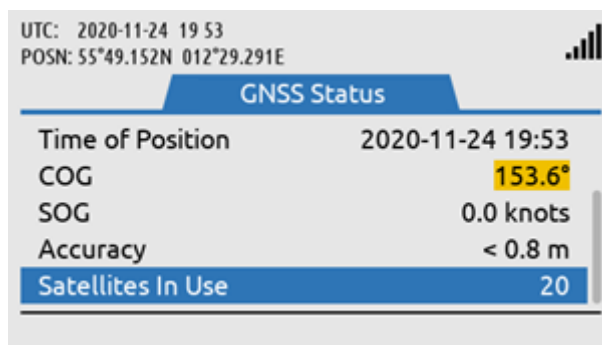 UTC: 2020-11-24 19 53
POSN: 55°49.152N 012°29.291E
GNSS Status
Time of Position 2020-11-24 19:53
COG 153.6°
SOG 0.0 knots
Accuracy < 0.8 m
Satellites In Use 20